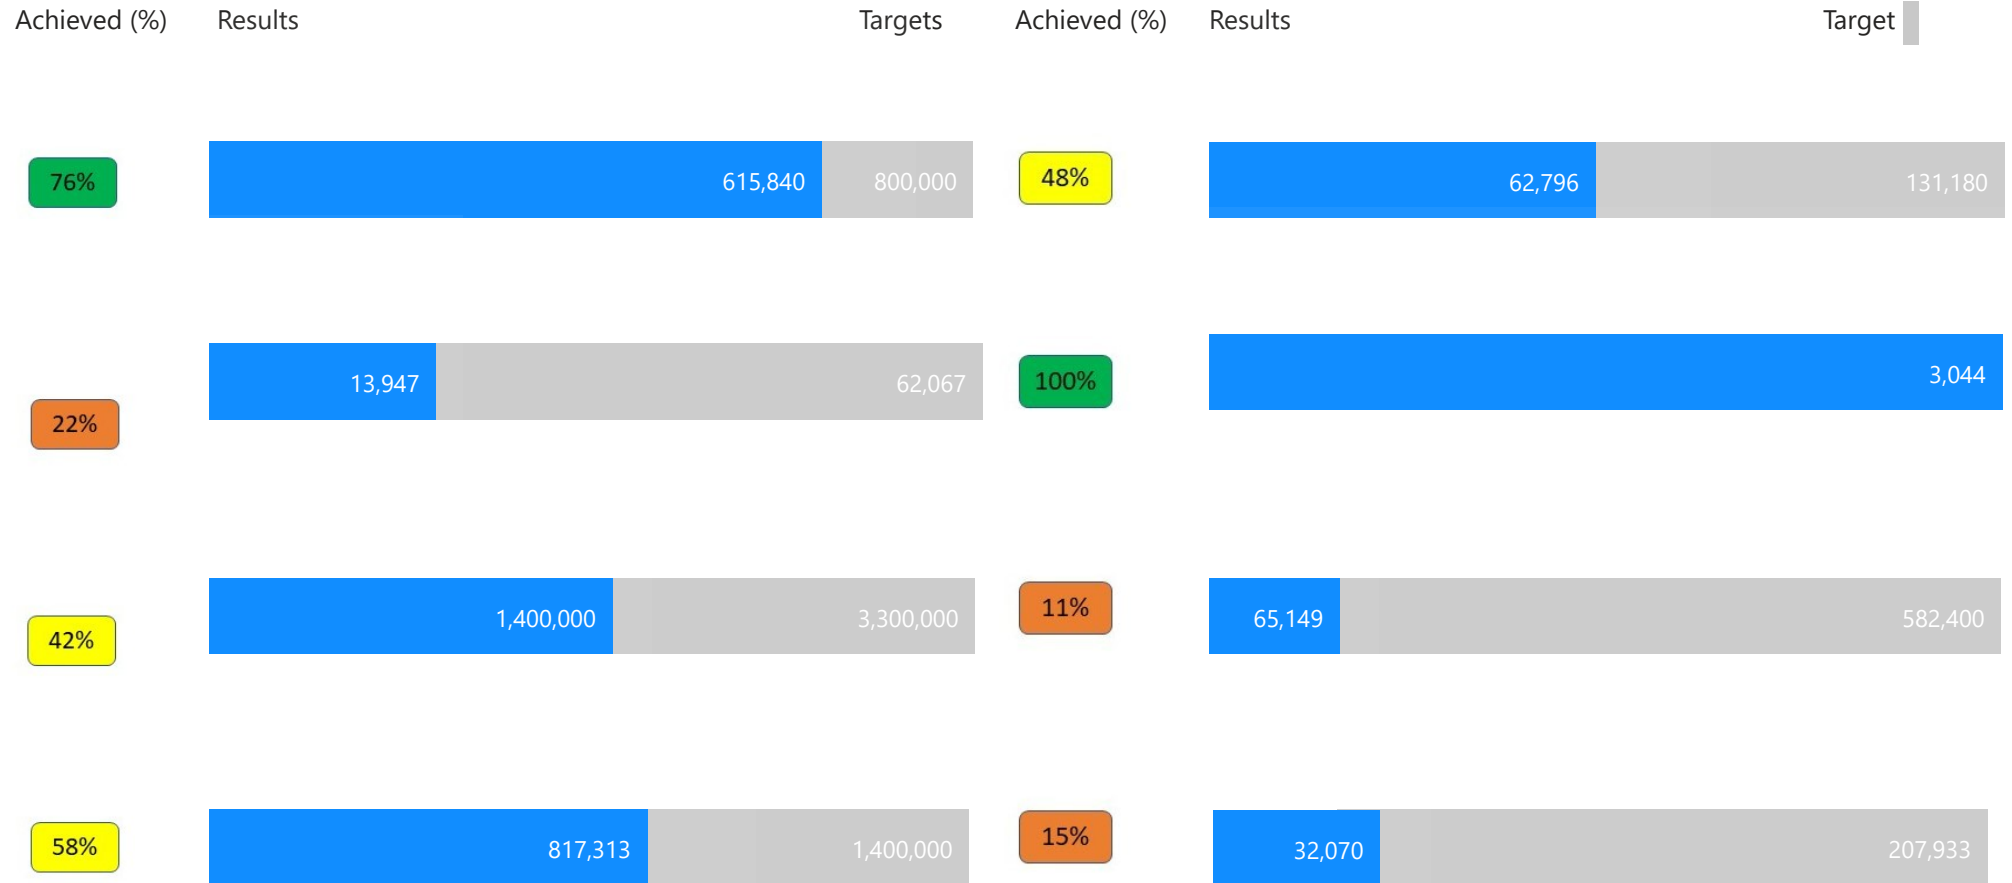 Achieved (%) Results Targets Achieved (%) Results Target
76% 615,840 800,000 48% 62,796 131,180
22% 13,947 62,067 100% 3,044
42% 1,400,000 3,300,000 11% 65,149 582,400
58% 817,313 1,400,000 15% 32,070 207,933